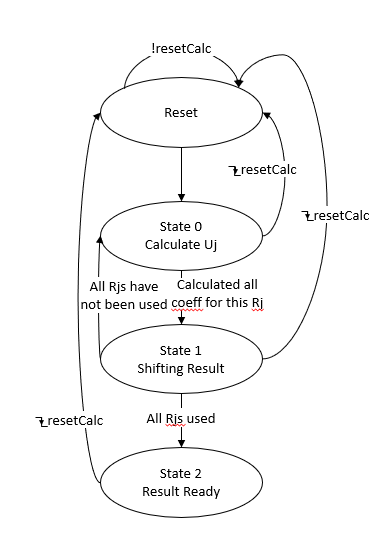 !resetCalc
Reset
resetCalc
resetCalc
State 0
Calculate Uj
All Rjs have
not been used
Calculated all
coeff for this Rj
State 1
Shifting Result
All Rjs used
resetCalc
State 2
Result Ready